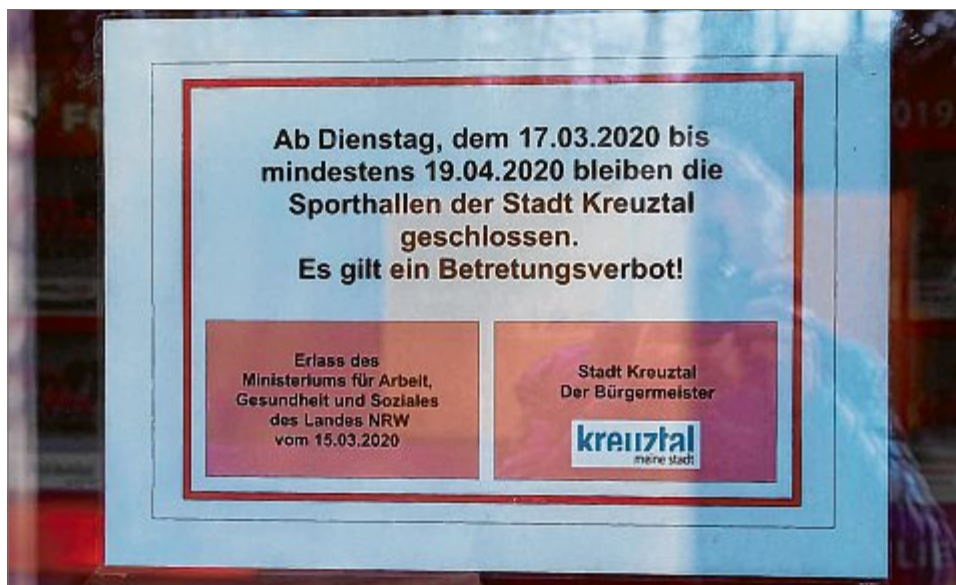 Ab Dienstag, dem 17.03.2020 bis
mindestens 19.04.2020 bleiben die
Sporthallen der Stadt Kreuztal
geschlossen.
Es gilt ein Betretungsverbot!
Erlass des
Ministeriums für Arbeit,
Gesundheit und Soziales
des Landes NRW
vom 15.03.2020
Stadt Kreuztal
Der Bürgermeister
kreuztal
meine stadt